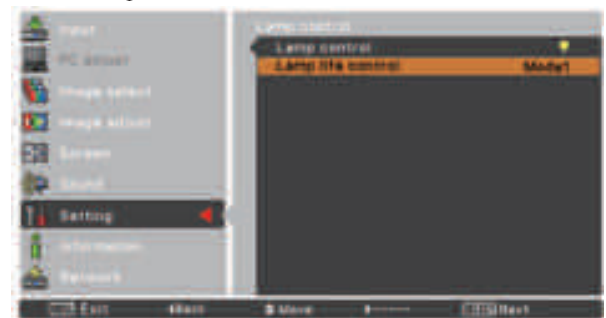 Input
PC adjust
Image select
Image adjust
Screen
Sound
Setting
Information
Network
Lamp control
Lamp control
Lamp life control Mode1
Exit Back Move ----- Next